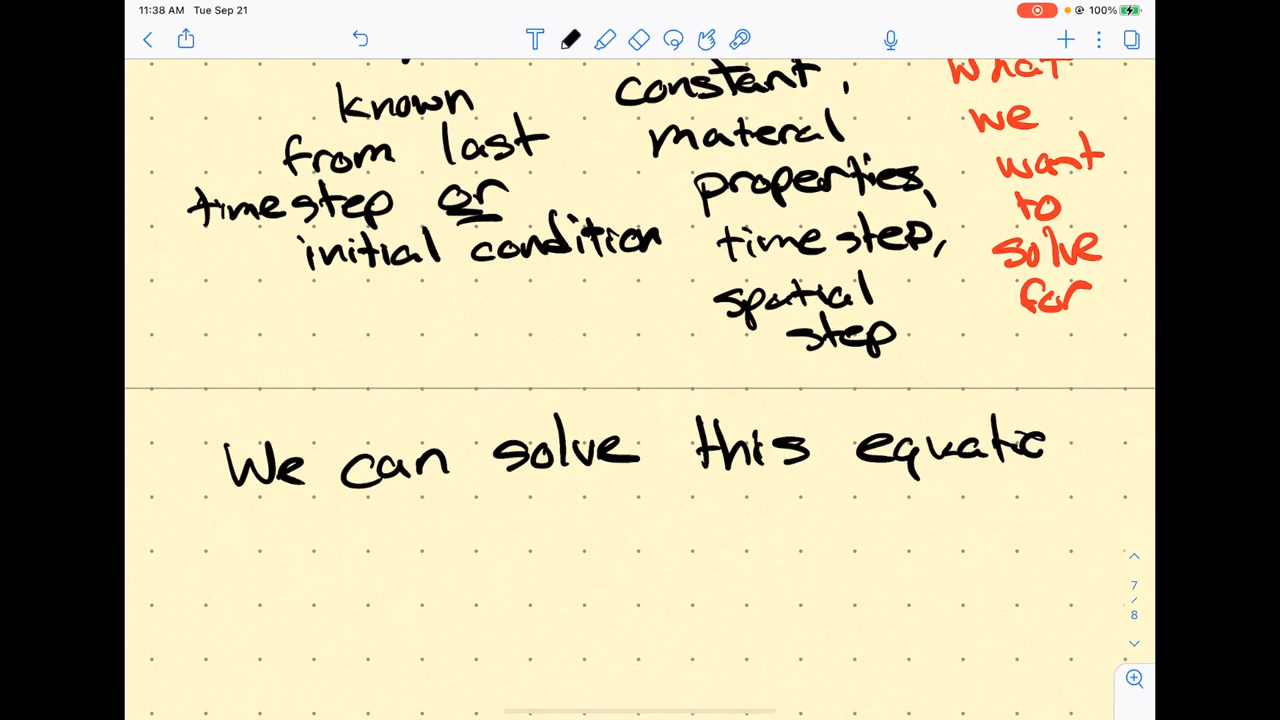 11:38 AM Tue Sep 21
100%
known
from last
timestep or
initial condition
constant,
materal
properties,
time step,
spatial
step
what
we
want
to
solve
for
We can solve this equatio
7
/
8